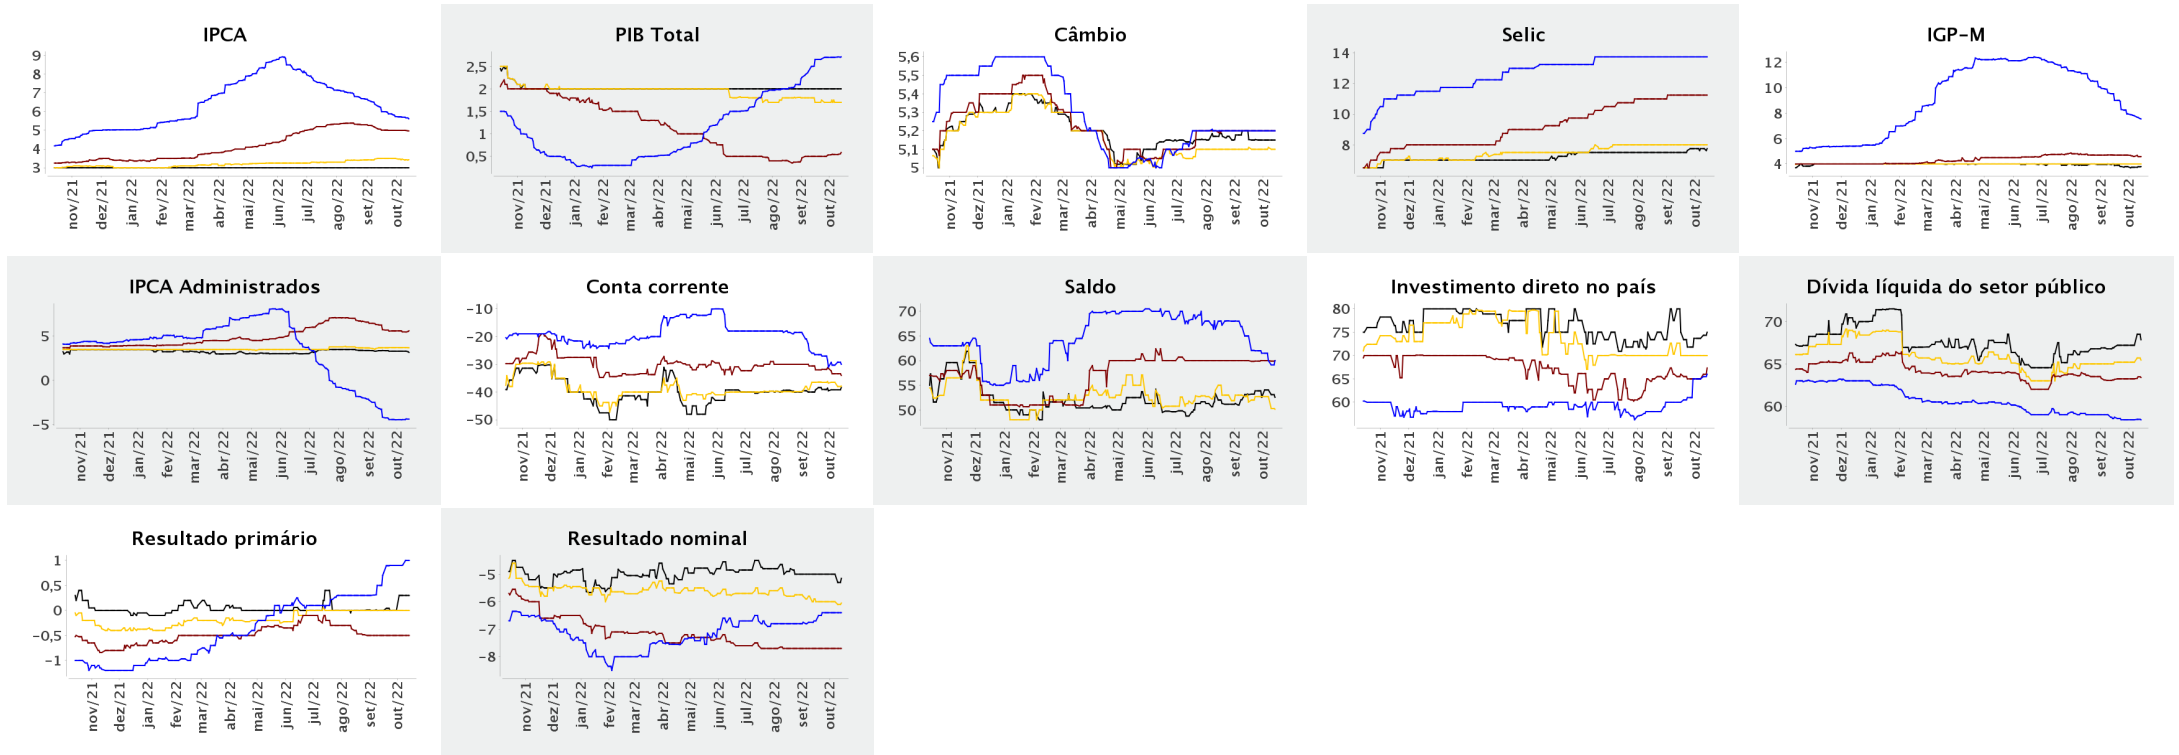 IPCA
9
8
7
6
5
4
3
nov/21
dez/21
jan/22
fev/22
mar/22
abr/22
mai/22
jun/22
jul/22
ago/22
set/22
out/22
PIB Total
2,5
2
1,5
1
0,5
nov/21
dez/21
jan/22
fev/22
mar/22
abr/22
mai/22
jun/22
jul/22
ago/22
set/22
out/22
Câmbio
5,6
5,5
5,4
5,3
5,2
5,1
5
nov/21
dez/21
jan/22
fev/22
mar/22
abr/22
mai/22
jun/22
jul/22
ago/22
set/22
out/22
Selic
14
12
10
8
nov/21
dez/21
jan/22
fev/22
mar/22
abr/22
mai/22
jun/22
jul/22
ago/22
set/22
out/22
IGP-M
12
10
8
6
4
nov/21
dez/21
jan/22
fev/22
mar/22
abr/22
mai/22
jun/22
jul/22
ago/22
set/22
out/22
IPCA Administrados
5
0
-5
nov/21
dez/21
jan/22
fev/22
mar/22
abr/22
mai/22
jun/22
jul/22
ago/22
set/22
out/22
Conta corrente
-10
-20
-30
-40
-50
nov/21
dez/21
jan/22
fev/22
mar/22
abr/22
mai/22
jun/22
jul/22
ago/22
set/22
out/22
Saldo
70
65
60
55
50
nov/21
dez/21
jan/22
fev/22
mar/22
abr/22
mai/22
jun/22
jul/22
ago/22
set/22
out/22
Investimento direto no país
80
75
70
65
60
nov/21
dez/21
jan/22
fev/22
mar/22
abr/22
mai/22
jun/22
jul/22
ago/22
set/22
out/22
Dívida líquida do setor público
70
65
60
nov/21
dez/21
jan/22
fev/22
mar/22
abr/22
mai/22
jun/22
jul/22
ago/22
set/22
out/22
Resultado primário
1
0,5
0
-0,5
-1
nov/21
dez/21
jan/22
fev/22
mar/22
abr/22
mai/22
jun/22
jul/22
ago/22
set/22
out/22
Resultado nominal
-5
-6
-7
-8
nov/21
dez/21
jan/22
fev/22
mar/22
abr/22
mai/22
jun/22
jul/22
ago/22
set/22
out/22